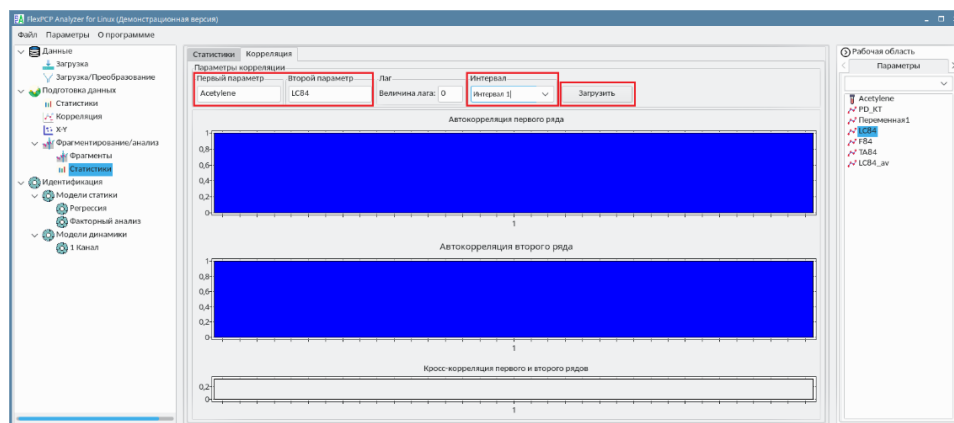 FlexPCP Analyzer for Linux (Демонстрационная версия)
Файл Параметры О программме
Данные
Загрузка
Загрузка/Преобразование
Подготовка данных
Статистики
Корреляция
X-Y
Фрагментирование/анализ
Фрагменты
Статистики
Идентификация
Модели статики
Регрессия
Факторный анализ
Модели динамики
1 Канал
Статистики Корреляция
Параметры корреляции
Первый параметр Второй параметр Лаг Интервал
Acetylene LC84 Величина лага: 0 Интервал 1 Загрузить
Автокорреляция первого ряда
1
0,8
0,6
0,4
0,2
0
1
Автокорреляция второго ряда
1
0,8
0,6
0,4
0,2
0
1
Кросс-корреляция первого и второго рядов
0,2
0
1
Рабочая область
Параметры
Acetylene
PD_KT
Переменная1
LC84
F84
TA84
LC84_av